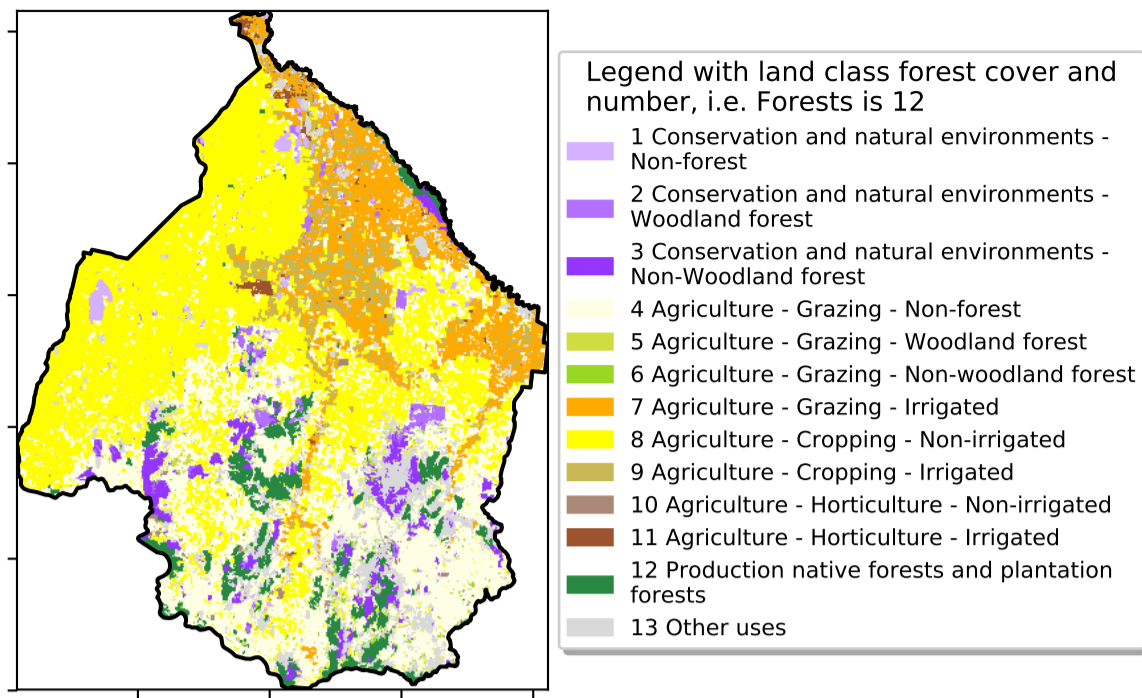 Legend with land class forest cover and
number, i.e. Forests is 12
1 Conservation and natural environments -
Non-forest
2 Conservation and natural environments -
Woodland forest
3 Conservation and natural environments -
Non-Woodland forest
4 Agriculture - Grazing - Non-forest
5 Agriculture - Grazing - Woodland forest
6 Agriculture - Grazing - Non-woodland forest
7 Agriculture - Grazing - Irrigated
8 Agriculture - Cropping - Non-irrigated
9 Agriculture - Cropping - Irrigated
10 Agriculture - Horticulture - Non-irrigated
11 Agriculture - Horticulture - Irrigated
12 Production native forests and plantation
forests
13 Other uses